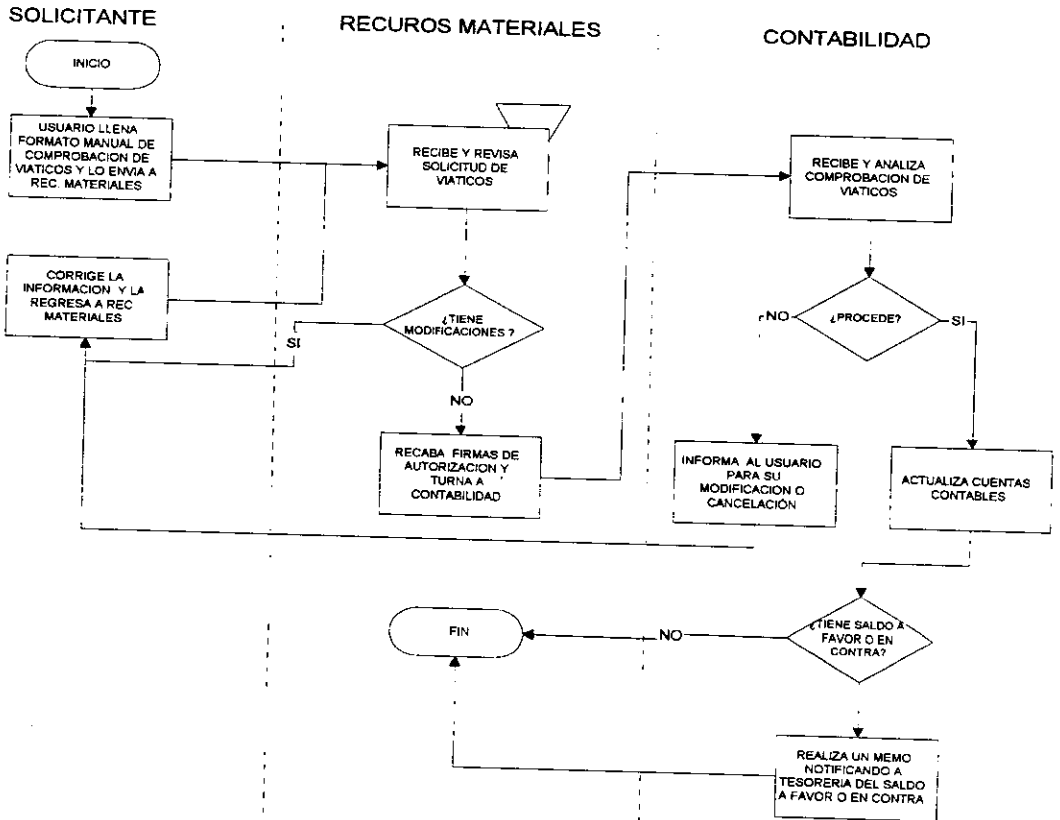 SOLICITANTE
RECUROS MATERIALES
CONTABILIDAD
INICIO
USUARIO LLENA
FORMATO MANUAL DE
COMPROBACION DE
VIATICOS Y LO ENVIA A
REC. MATERIALES
RECIBE Y REVISA
SOLICITUD DE
VIATICOS
RECIBE Y ANALIZA
COMPROBACION DE
VIATICOS
CORRIGE LA
INFORMACION Y LA
REGRESA A REC
MATERIALES
¿TIENE
MODIFICACIONES ?
SI
NO
¿PROCEDE?
NO
SI
RECABA FIRMAS DE
AUTORIZACION Y
TURNA A
CONTABILIDAD
INFORMA AL USUARIO
PARA SU
MODIFICACION O
CANCELACIÓN
ACTUALIZA CUENTAS
CONTABLES
FIN
NO
¿TIENE SALDO A
FAVOR O EN
CONTRA?
REALIZA UN MEMO
NOTIFICANDO A
TESORERIA DEL SALDO
A FAVOR O EN CONTRA